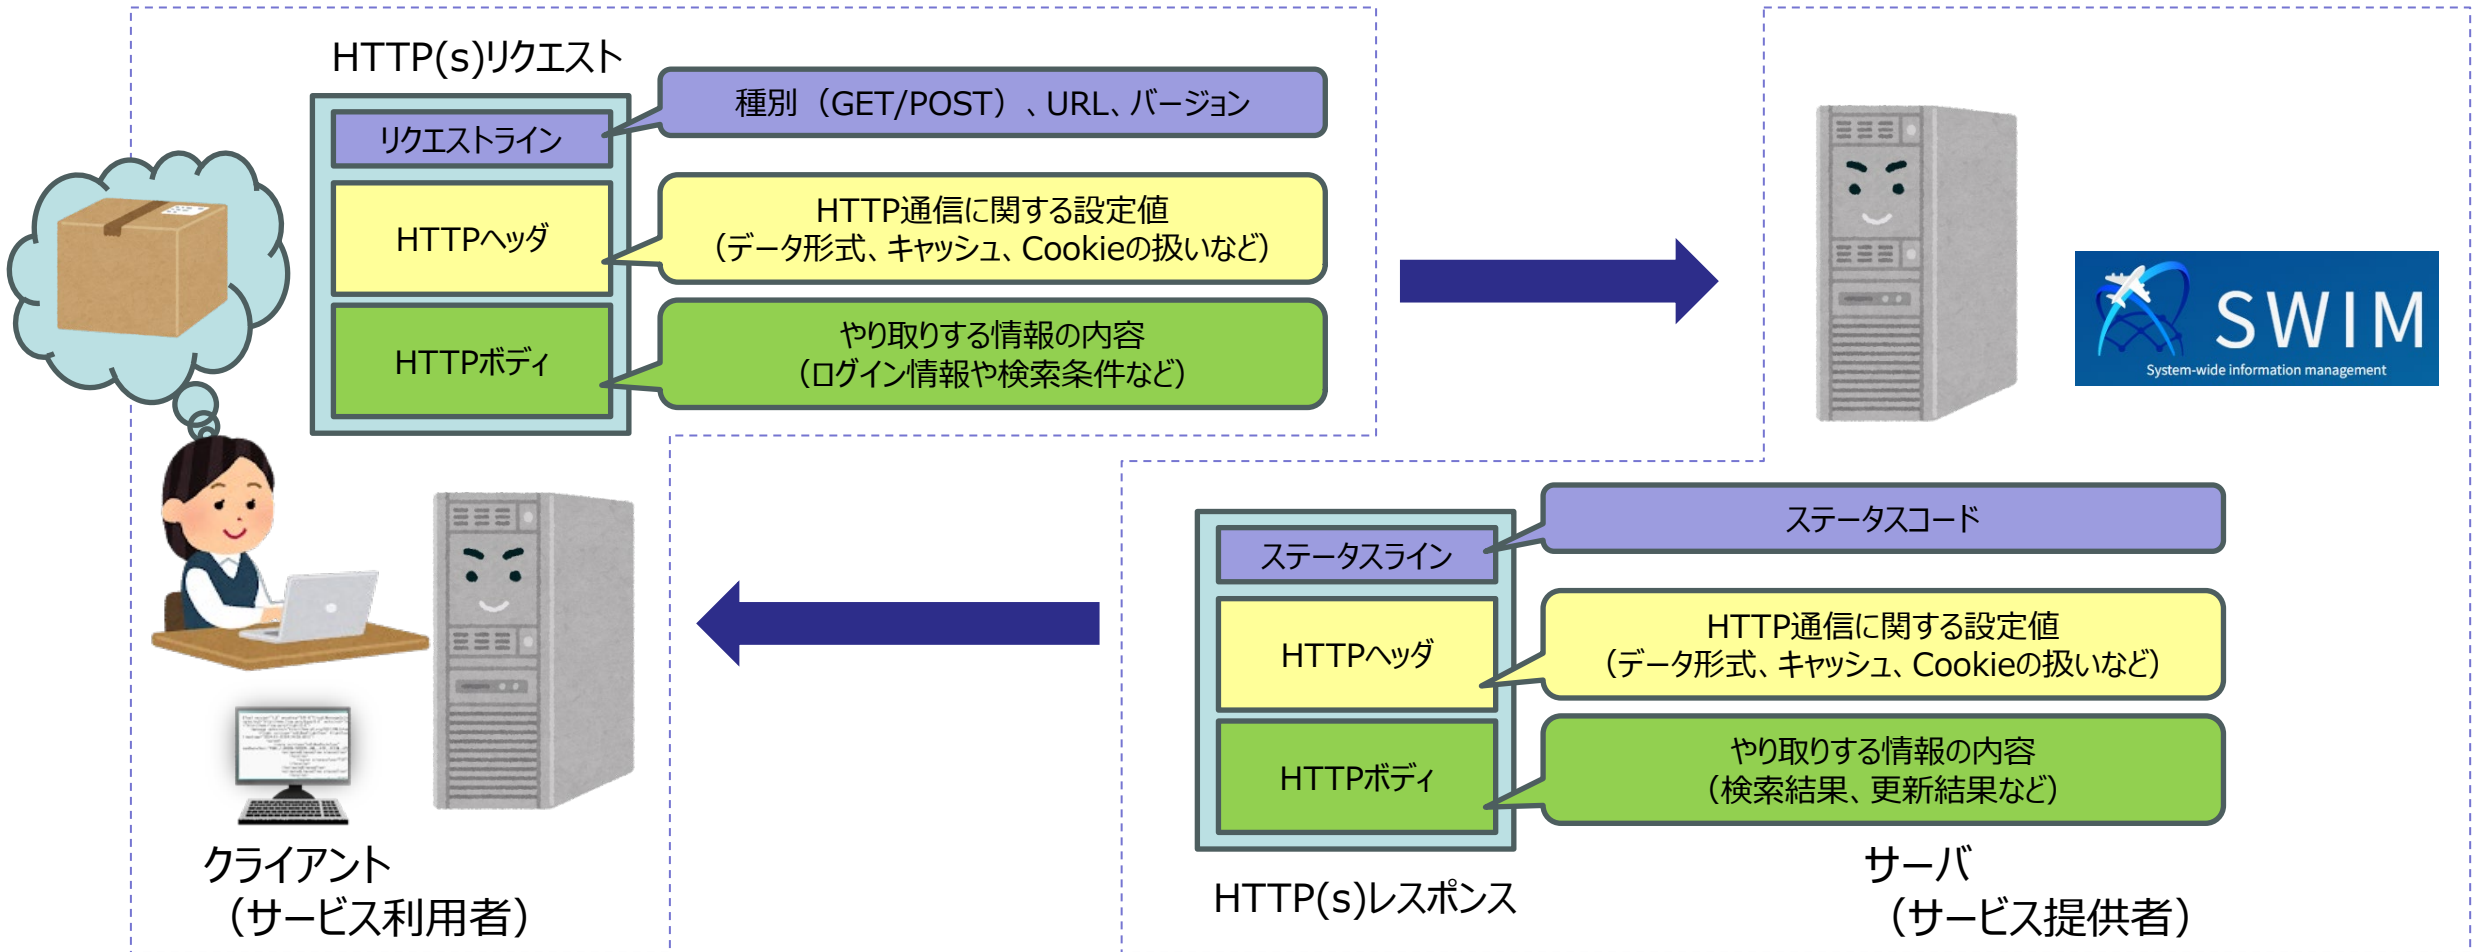 HTTP(s)リクエスト
リクエストライン
種別（GET/POST）、URL、バージョン
HTTPヘッダ
HTTP通信に関する設定値
（データ形式、キャッシュ、Cookieの扱いなど）
HTTPボディ
やり取りする情報の内容
（ログイン情報や検索条件など）
SWIM
System-wide information management
ステータスライン
ステータスコード
HTTPヘッダ
HTTP通信に関する設定値
（データ形式、キャッシュ、Cookieの扱いなど）
HTTPボディ
やり取りする情報の内容
（検索結果、更新結果など）
クライアント
（サービス利用者）
HTTP(s)レスポンス
サーバ
（サービス提供者）